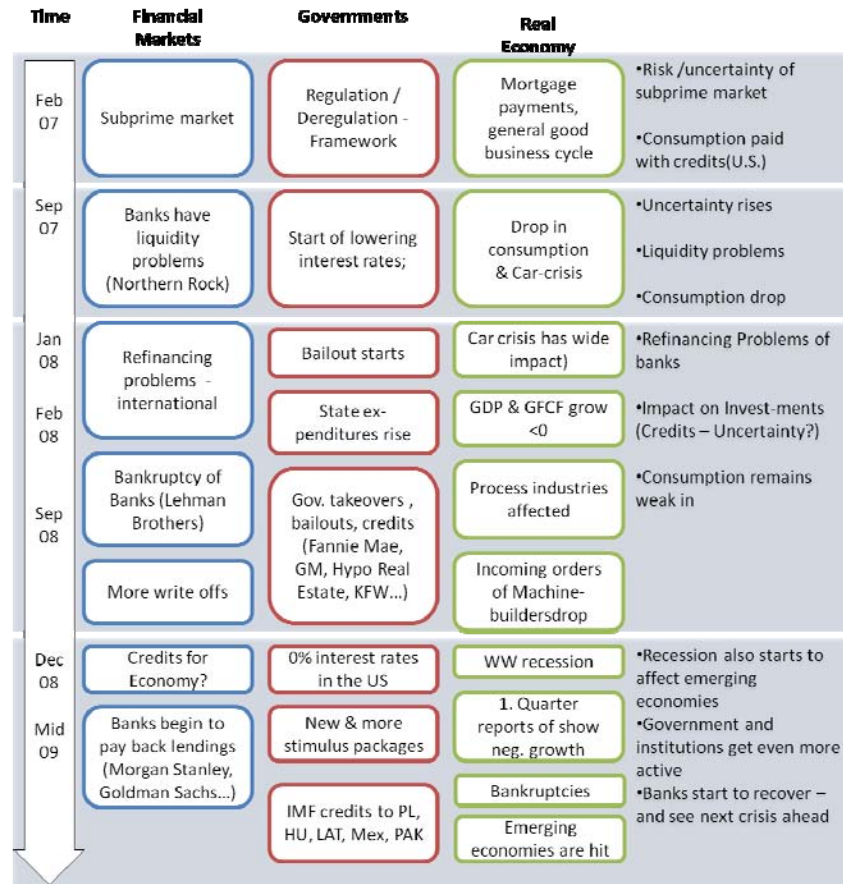 Time
Financial
Markets
Governments
Real
Economy
Feb
07
Subprime market
Regulation /
Deregulation -
Framework
Mortgage
payments,
general good
business cycle
•Risk /uncertainty of
subprime market
•Consumption paid
with credits(U.S.)
Sep
07
Banks have
liquidity
problems
(Northern Rock)
Start of lowering
interest rates;
Drop in
consumption
& Car-crisis
•Uncertainty rises
•Liquidity problems
•Consumption drop
Jan
08
Feb
08
Sep
08
Refinancing
problems -
international
Bankruptcy of
Banks (Lehman
Brothers)
More write offs
Bailout starts
State ex-
penditures rise
Gov. takeovers ,
bailouts, credits
(Fannie Mae,
GM, Hypo Real
Estate, KFW...)
Car crisis has wide
impact)
GDP & GFCF grow
<0
Process industries
affected
Incoming orders
of Machine-
buildersdrop
•Refinancing Problems of
banks
•Impact on Invest-ments
(Credits – Uncertainty?)
•Consumption remains
weak in
Dec
08
Mid
09
Credits for
Economy?
Banks begin to
pay back lendings
(Morgan Stanley,
Goldman Sachs...)
0% interest rates
in the US
New & more
stimulus packages
IMF credits to PL,
HU, LAT, Mex, PAK
WW recession
1. Quarter
reports of show
neg. growth
Bankruptcies
Emerging
economies are hit
•Recession also starts to
affect emerging
economies
•Government and
institutions get even more
active
•Banks start to recover –
and see next crisis ahead